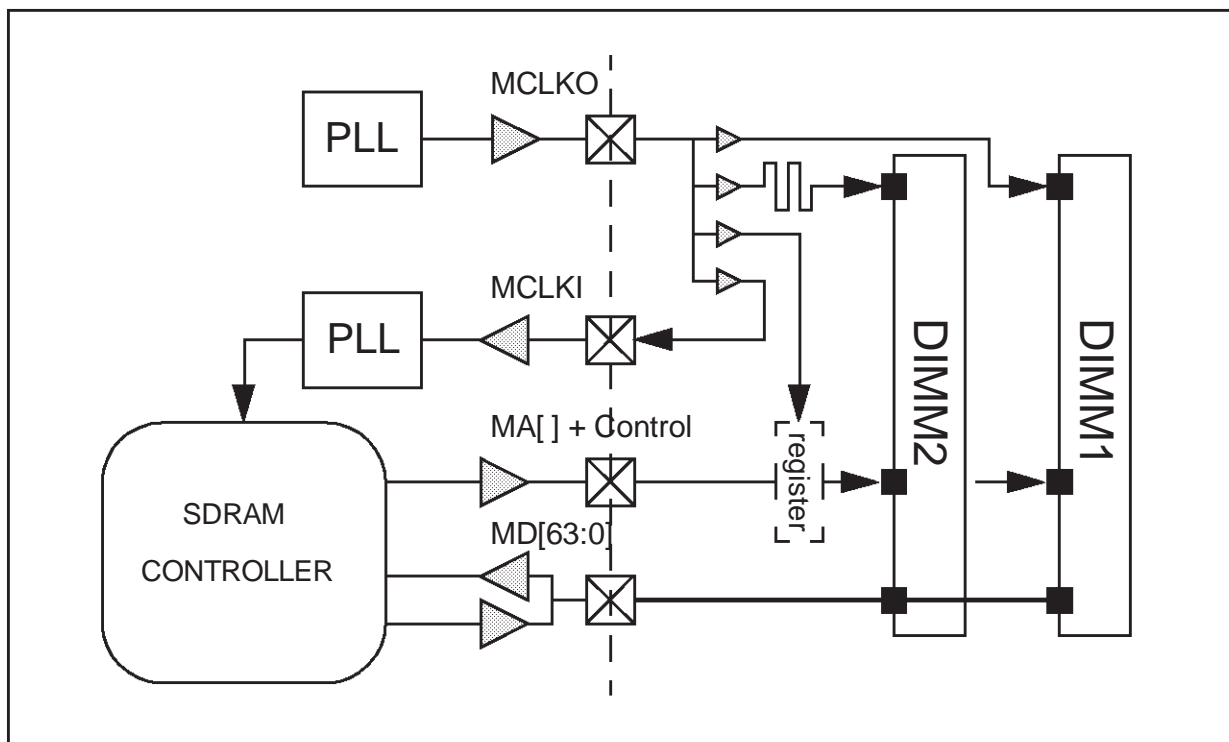 MCLKO
PLL
MCLKI
PLL
MA[ ] + Control
register
DIMM2
DIMM1
SDRAM
CONTROLLER
MD[63:0]